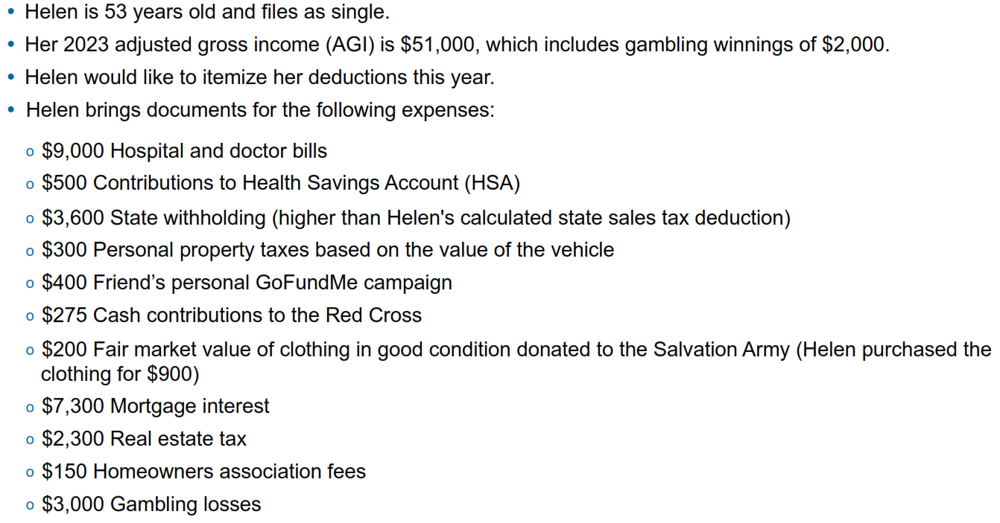 • Helen is 53 years old and files as single.
• Her 2023 adjusted gross income (AGI) is $51,000, which includes gambling winnings of $2,000.
• Helen would like to itemize her deductions this year.
• Helen brings documents for the following expenses:
o $9,000 Hospital and doctor bills
o $500 Contributions to Health Savings Account (HSA)
o $3,600 State withholding (higher than Helen's calculated state sales tax deduction)
o $300 Personal property taxes based on the value of the vehicle
o $400 Friend’s personal GoFundMe campaign
o $275 Cash contributions to the Red Cross
o $200 Fair market value of clothing in good condition donated to the Salvation Army (Helen purchased the
clothing for $900)
o $7,300 Mortgage interest
o $2,300 Real estate tax
o $150 Homeowners association fees
o $3,000 Gambling losses